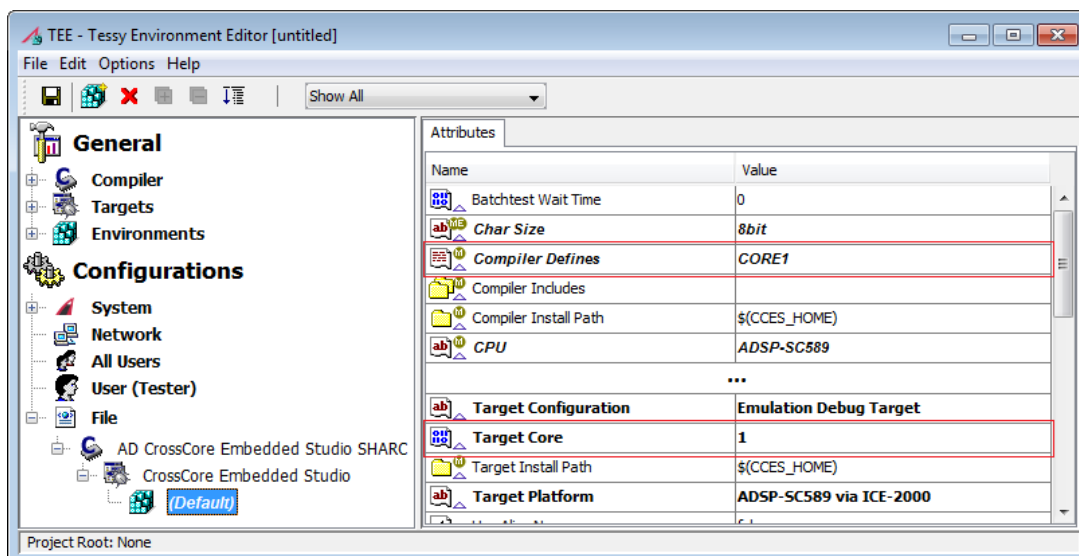 TEE - Tessy Environment Editor [untitled]
File Edit Options Help
Show All
General
Compiler
Targets
Environments
Configurations
System
Network
All Users
User (Tester)
File
AD CrossCore Embedded Studio SHARC
CrossCore Embedded Studio
(Default)
Attributes
Name Value
Batchtest Wait Time 0
Char Size 8bit
Compiler Defines CORE1
Compiler Includes
Compiler Install Path $(CCES_HOME)
CPU ADSP-SC589
...
Target Configuration Emulation Debug Target
Target Core 1
Target Install Path $(CCES_HOME)
Target Platform ADSP-SC589 via ICE-2000
Project Root: None